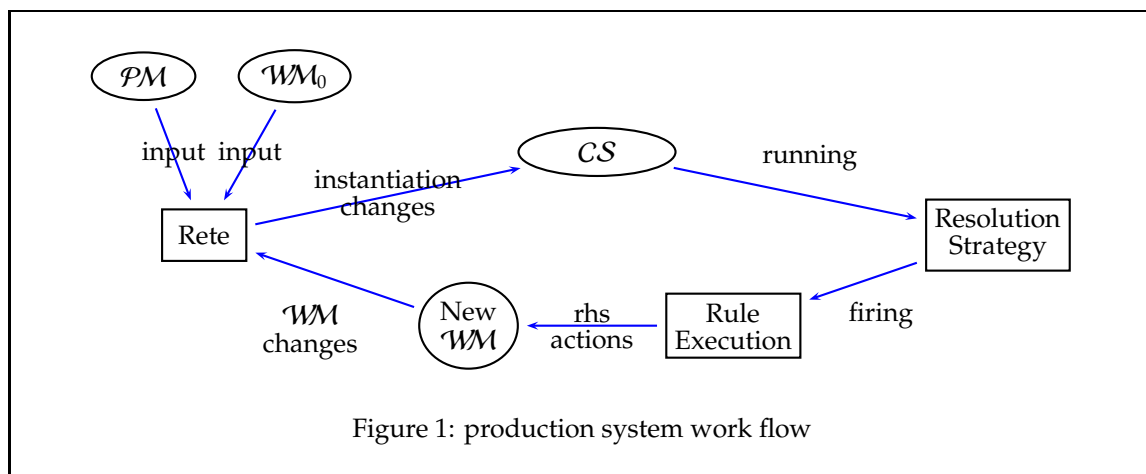 PM
WM₀
input
input
CS
running
instantiation
changes
Rete
Resolution
Strategy
WM
changes
New
WM
rhs
actions
Rule
Execution
firing
Figure 1: production system work flow